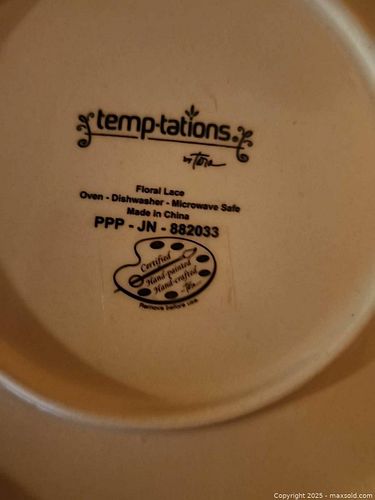 temp-tations
by Tara
Floral Lace
Oven - Dishwasher - Microwave Safe
Made in China
PPP - JN - 882033
Certified
Hand-painted
Hand-crafted
Remove before use
Copyright 2025 - maxsold.com